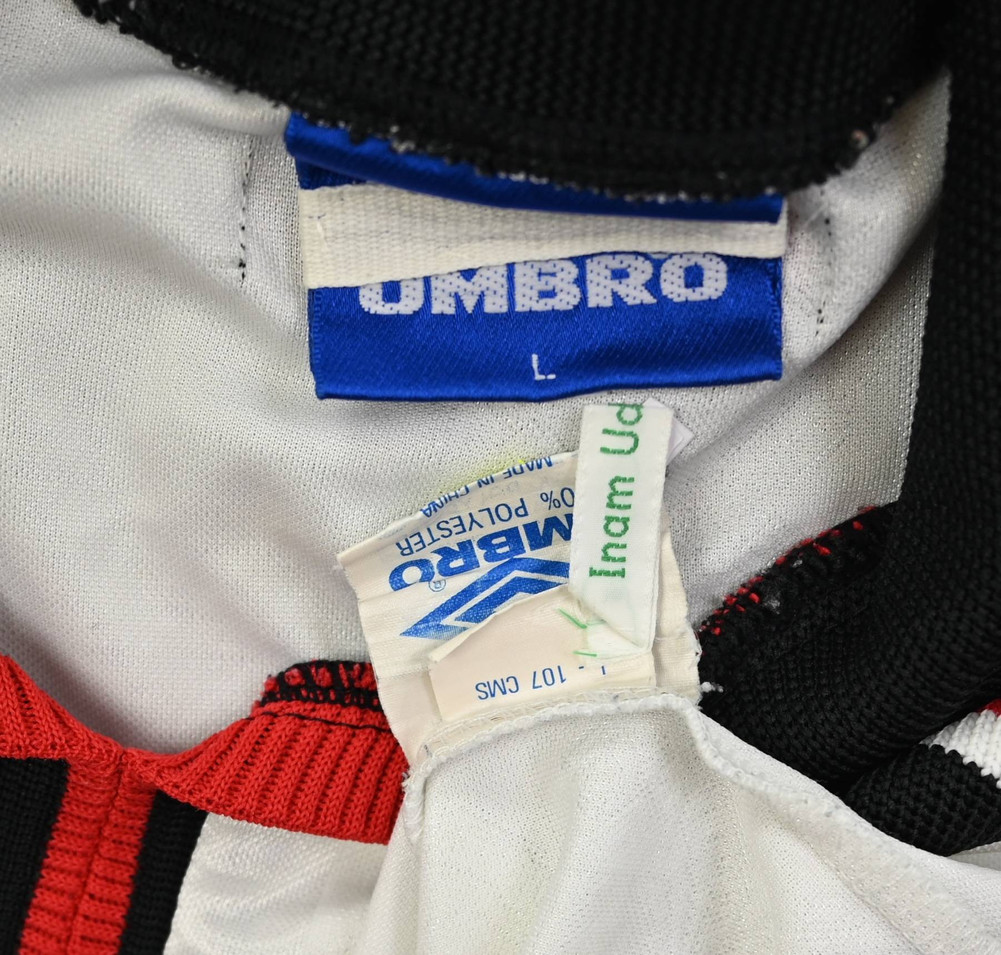 UMBRO
L.
Inam Ud
MADE IN CHINA
0% POLYESTER
MBRO®
107 CMS